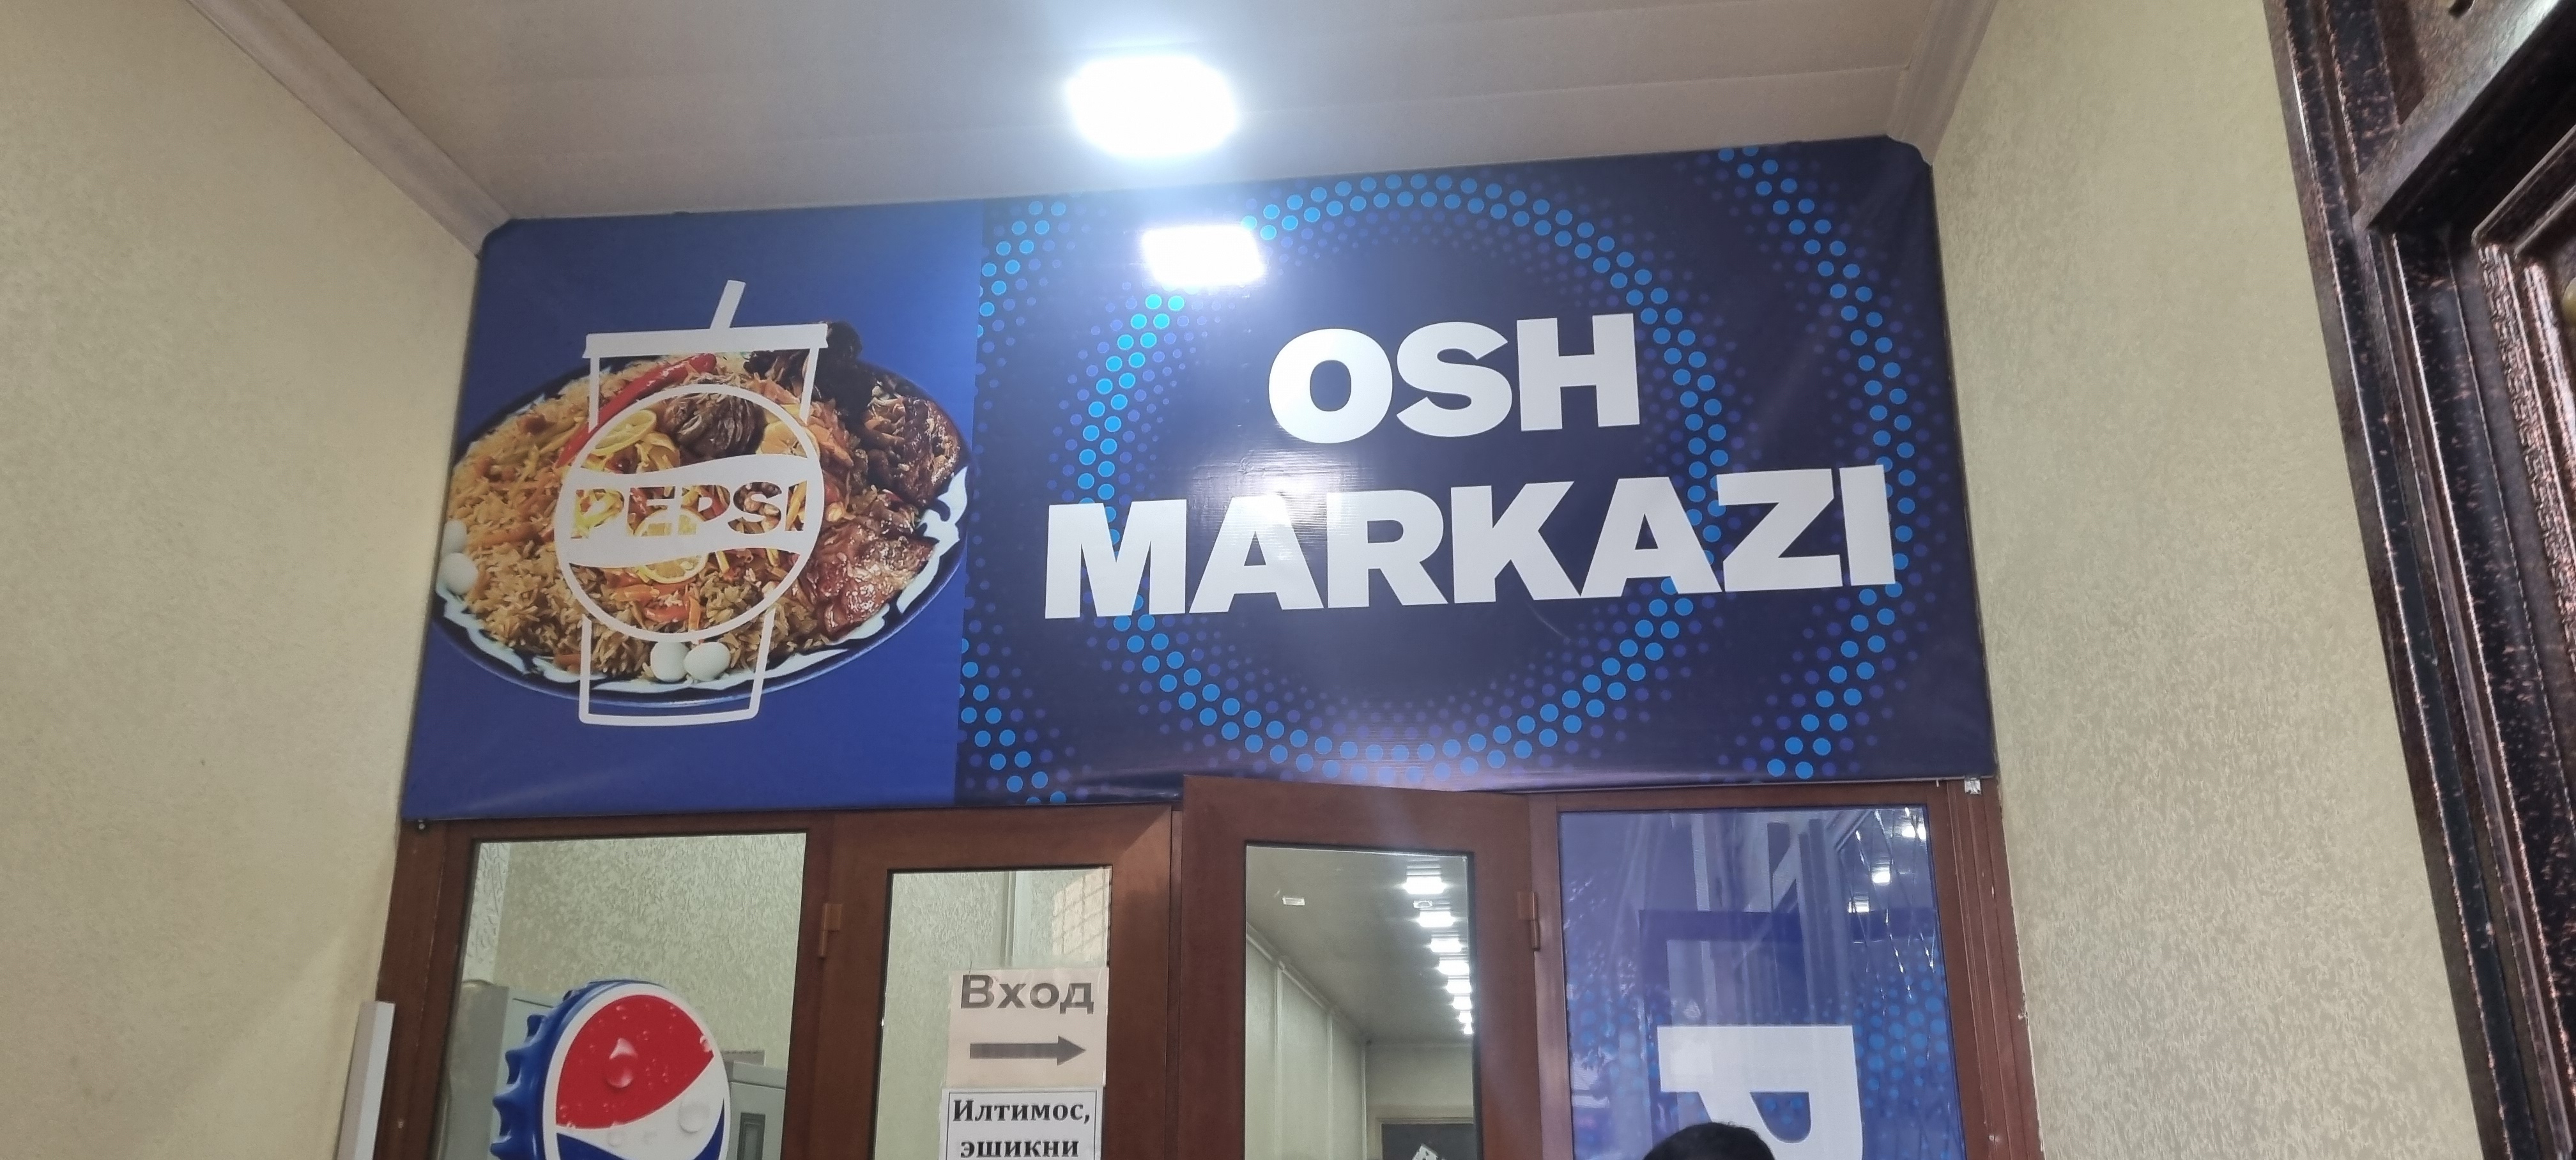 PEPSI
OSH
MARKAZI
Вход
Илтимос,
эшикни
P